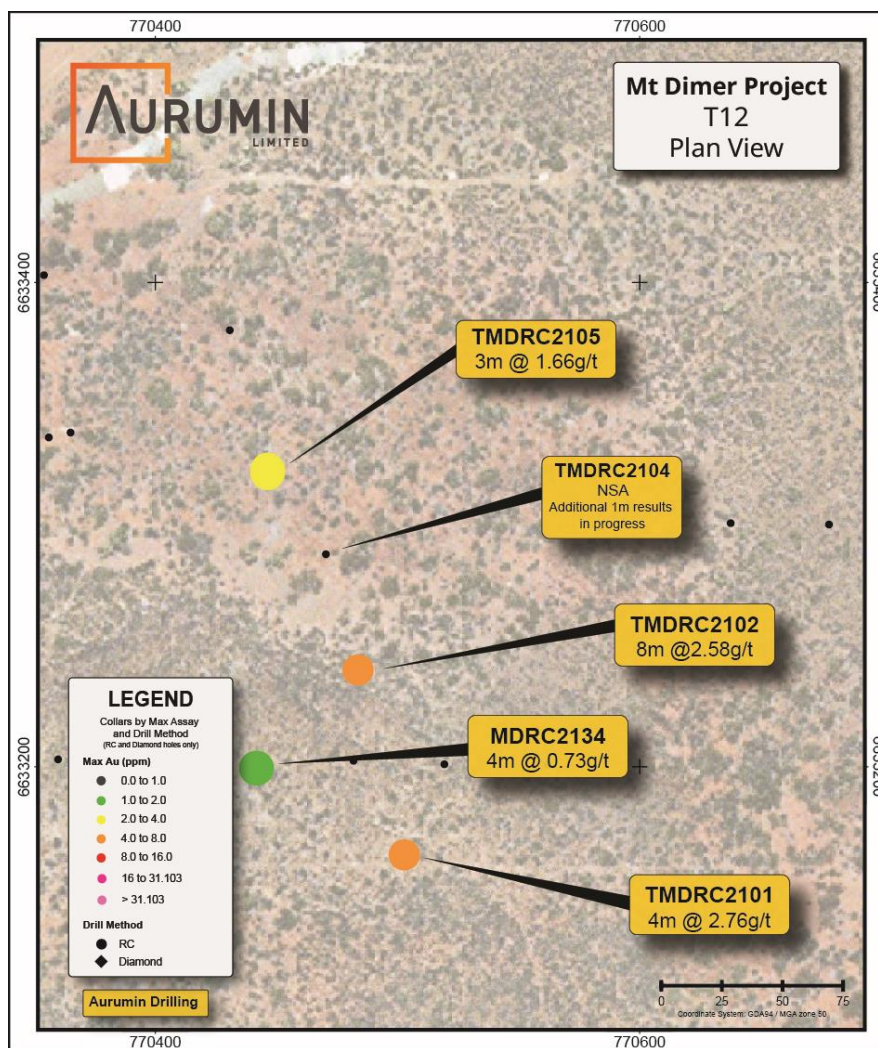 770400
770600
AURUMIN
LIMITED
Mt Dimer Project
T12
Plan View
6633400
6633400
TMDRC2105
3m @ 1.66g/t
TMDRC2104
NSA
Additional 1m results
in progress
TMDRC2102
8m @2.58g/t
LEGEND
Collars by Max Assay
and Drill Method
(RC and Diamond holes only)
Max Au (ppm)
0.0 to 1.0
1.0 to 2.0
2.0 to 4.0
4.0 to 8.0
8.0 to 16.0
16 to 31.103
> 31.103
Drill Method
RC
Diamond
MDRC2134
4m @ 0.73g/t
6633200
6633200
TMDRC2101
4m @ 2.76g/t
Aurumin Drilling
0 25 50 75
Coordinate System: GDA94 / MGA zone 50
770400
770600